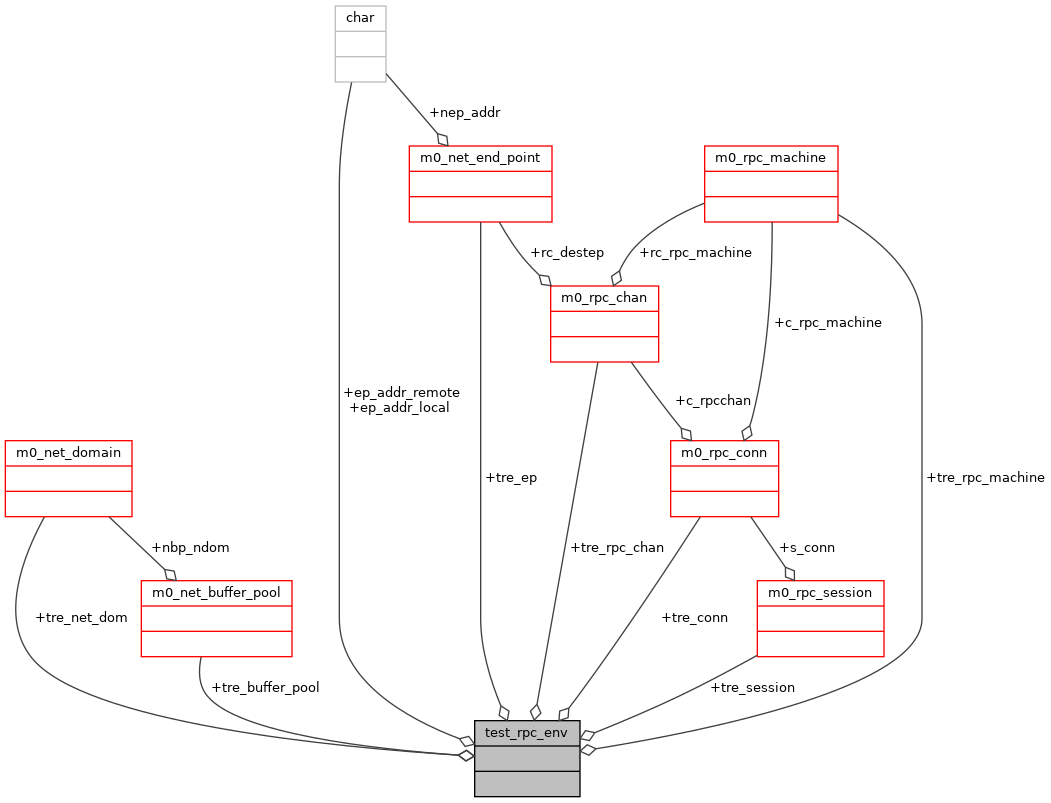 char
+nep_addr
m0_net_end_point
m0_rpc_machine
+rc_destep
+rc_rpc_machine
m0_rpc_chan
+c_rpc_machine
+ep_addr_remote
+ep_addr_local
+c_rpcchan
m0_net_domain
m0_rpc_conn
+tre_ep
+tre_rpc_machine
+nbp_ndom
+tre_rpc_chan
+s_conn
m0_net_buffer_pool
m0_rpc_session
+tre_net_dom
+tre_conn
+tre_buffer_pool
+tre_session
test_rpc_env